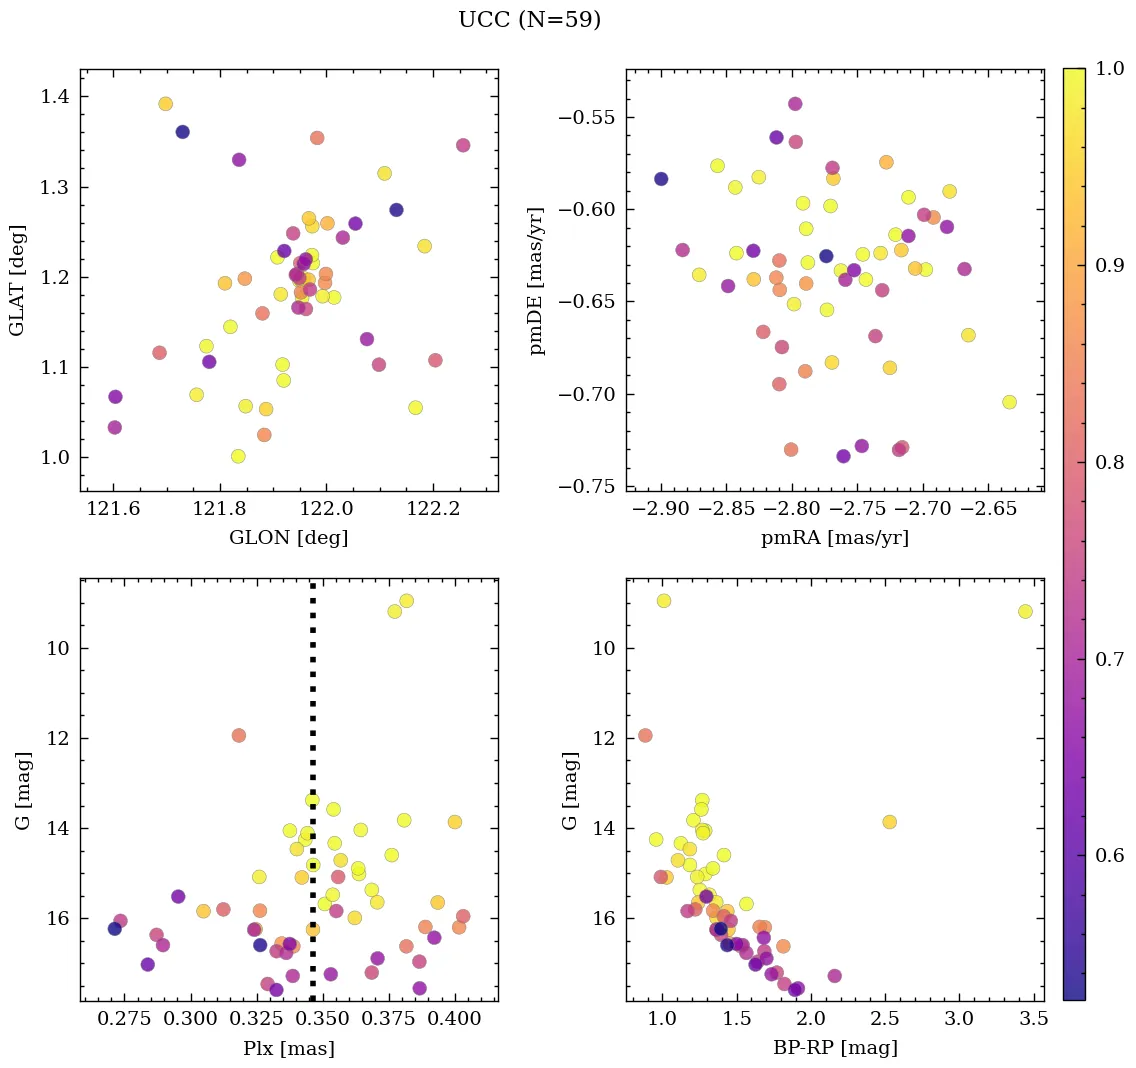 UCC (N=59)
1.4
1.3
1.2
1.1
1.0
GLAT [deg]
121.6 121.8 122.0 122.2
GLON [deg]
−0.55
−0.60
−0.65
−0.70
−0.75
pmDE [mas/yr]
−2.90 −2.85 −2.80 −2.75 −2.70 −2.65
pmRA [mas/yr]
1.0
0.9
0.8
0.7
0.6
10
12
14
16
G [mag]
0.275 0.300 0.325 0.350 0.375 0.400
Plx [mas]
10
12
14
16
G [mag]
1.0 1.5 2.0 2.5 3.0 3.5
BP-RP [mag]